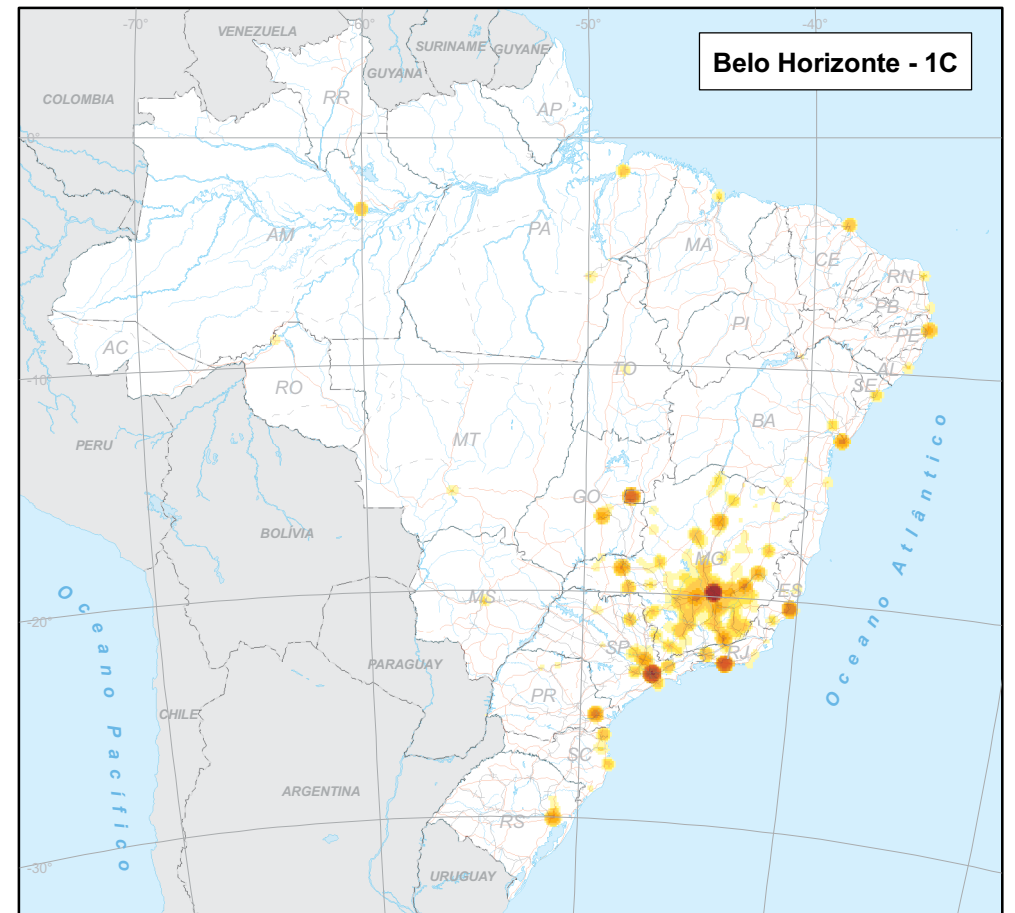 -70°
-60°
-50°
-40°
VENEZUELA
SURINAME
GUYANE
Belo Horizonte - 1C
GUYANA
COLOMBIA
RR
AP
0°
AM
PA
MA
CE
RN
PB
PI
PE
AC
TO
AL
-10°
RO
SE
BA
MT
PERU
GO
BOLIVIA
Oceano Atlântico
MG
ES
MS
Oceano Pacífico
-20°
SP
RJ
PARAGUAY
PR
CHILE
SC
ARGENTINA
RS
-30°
URUGUAY